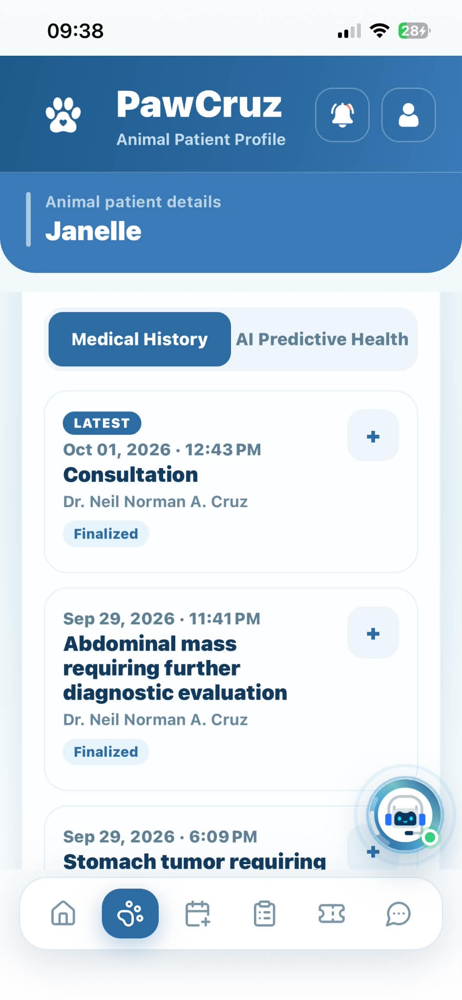 09:38
28
PawCruz
Animal Patient Profile
Animal patient details
Janelle
Medical History
AI Predictive Health
LATEST
Oct 01, 2026 · 12:43 PM
Consultation
Dr. Neil Norman A. Cruz
Finalized
Sep 29, 2026 · 11:41 PM
Abdominal mass
requiring further
diagnostic evaluation
Dr. Neil Norman A. Cruz
Finalized
Sep 29, 2026 · 6:09 PM
Stomach tumor requiring